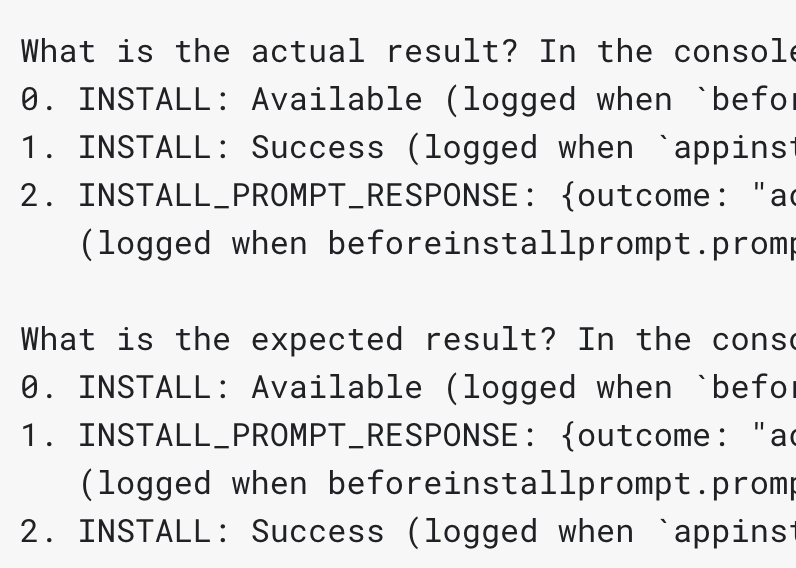 What is the actual result? In the console
0. INSTALL: Available (logged when `befor
1. INSTALL: Success (logged when `appinst
2. INSTALL_PROMPT_RESPONSE: {outcome: "ac
(logged when beforeinstallprompt.promp
What is the expected result? In the conso
0. INSTALL: Available (logged when `befor
1. INSTALL_PROMPT_RESPONSE: {outcome: "ac
(logged when beforeinstallprompt.promp
2. INSTALL: Success (logged when `appinst